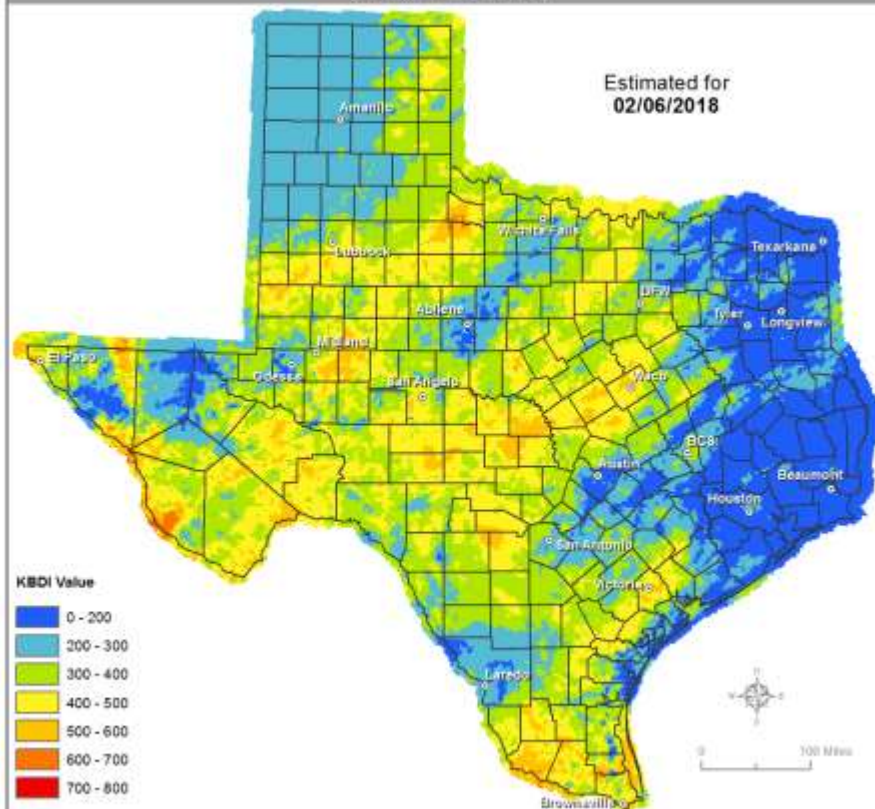 Estimated for
02/06/2018
Amarillo
Lubbock
Wichita Falls
Texarkana
DFW
Abilene
Tyler
Longview
El Paso
Midland
Odessa
San Angelo
Waco
BCS
Austin
Beaumont
Houston
San Antonio
Victoria
Laredo
Brownsville
KBDI Value
0 - 200
200 - 300
300 - 400
400 - 500
500 - 600
600 - 700
700 - 800
N
W
E
S
0 100 Miles